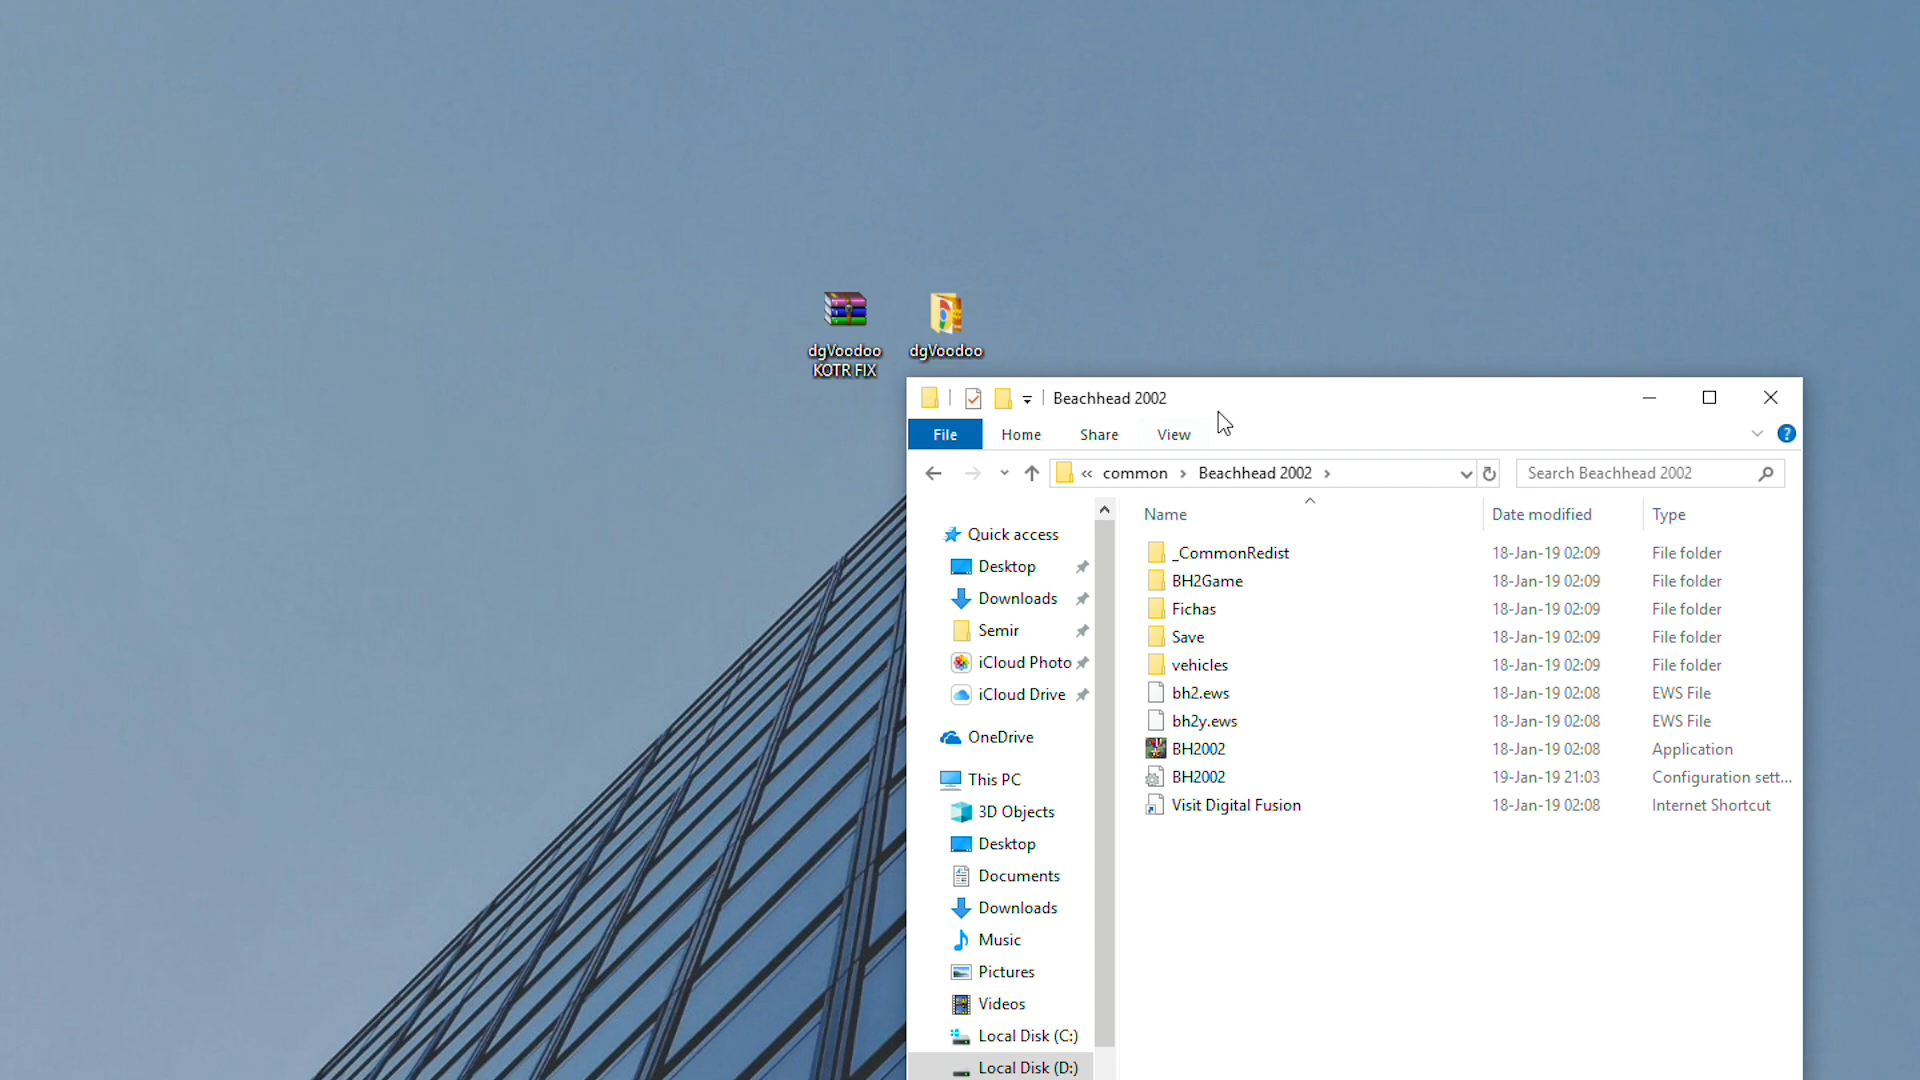 dgVoodoo
KOTR FIX
dgVoodoo
Beachhead 2002
File
Home
Share
View
?
« common > Beachhead 2002 >
Search Beachhead 2002
Name
Date modified
Type
Quick access
Desktop
Downloads
Semir
iCloud Photo
iCloud Drive
OneDrive
This PC
3D Objects
Desktop
Documents
Downloads
Music
Pictures
Videos
Local Disk (C:)
Local Disk (D:)
_CommonRedist 18-Jan-19 02:09 File folder
BH2Game 18-Jan-19 02:09 File folder
Fichas 18-Jan-19 02:09 File folder
Save 18-Jan-19 02:09 File folder
vehicles 18-Jan-19 02:09 File folder
bh2.ews 18-Jan-19 02:08 EWS File
bh2y.ews 18-Jan-19 02:08 EWS File
BH2002 18-Jan-19 02:08 Application
BH2002 19-Jan-19 21:03 Configuration sett...
Visit Digital Fusion 18-Jan-19 02:08 Internet Shortcut